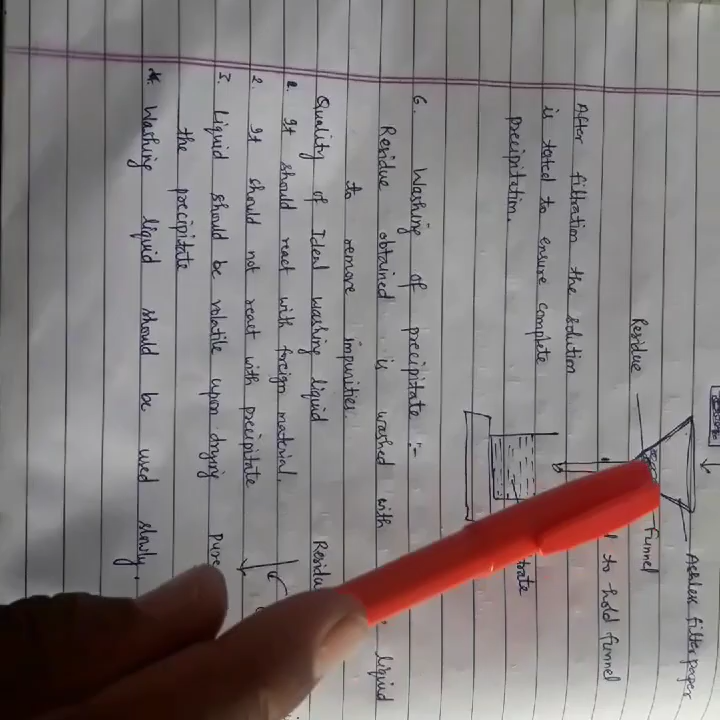 Ashless filter paper
Funnel
Residue
to hold funnel
After filtration the solution
is tested to ensure complete
precipitation.
6. Washing of precipitate :-
Residue obtained is washed with liquid
to remove impurities.
Quality of Ideal washing liquid
It should react with foreign material.
2. It should not react with precipitate
3. Liquid should be volatile upon drying pure
the precipitate
4. Washing liquid should be used slowly.